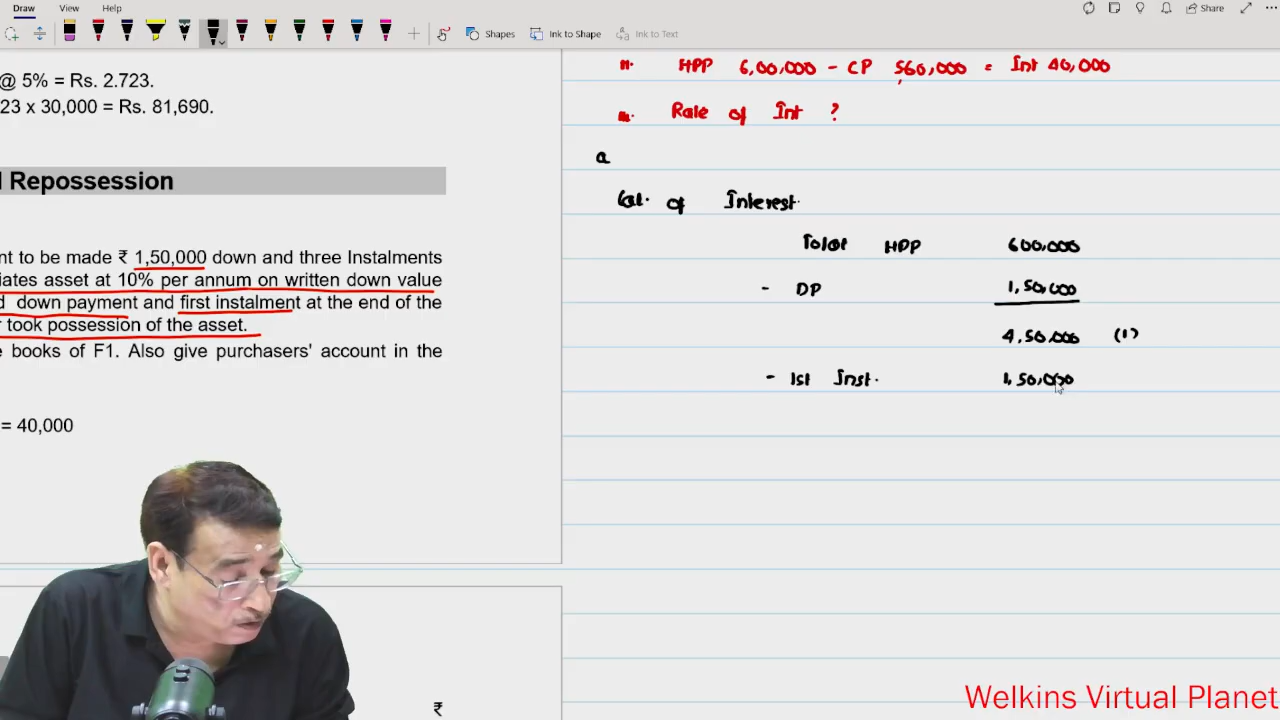 Draw View Help
Shapes Ink to Shape Ink to Text Share
@ 5% = Rs. 2.723.
23 x 30,000 = Rs. 81,690.
Repossession
nt to be made ₹ 1,50,000 down and three Instalments
iates asset at 10% per annum on written down value
d down payment and first instalment at the end of the
r took possession of the asset.
e books of F1. Also give purchasers' account in the
= 40,000
₹
HPP 6,00,000 - CP 560,000 = Int 40,000
Rate of Int ?
a
Cal. of Interest.
Total HPP 600,000
- DP 1,50,000
4,50,000 (1)
- 1st Inst. 1,50,000
Welkins Virtual Planet